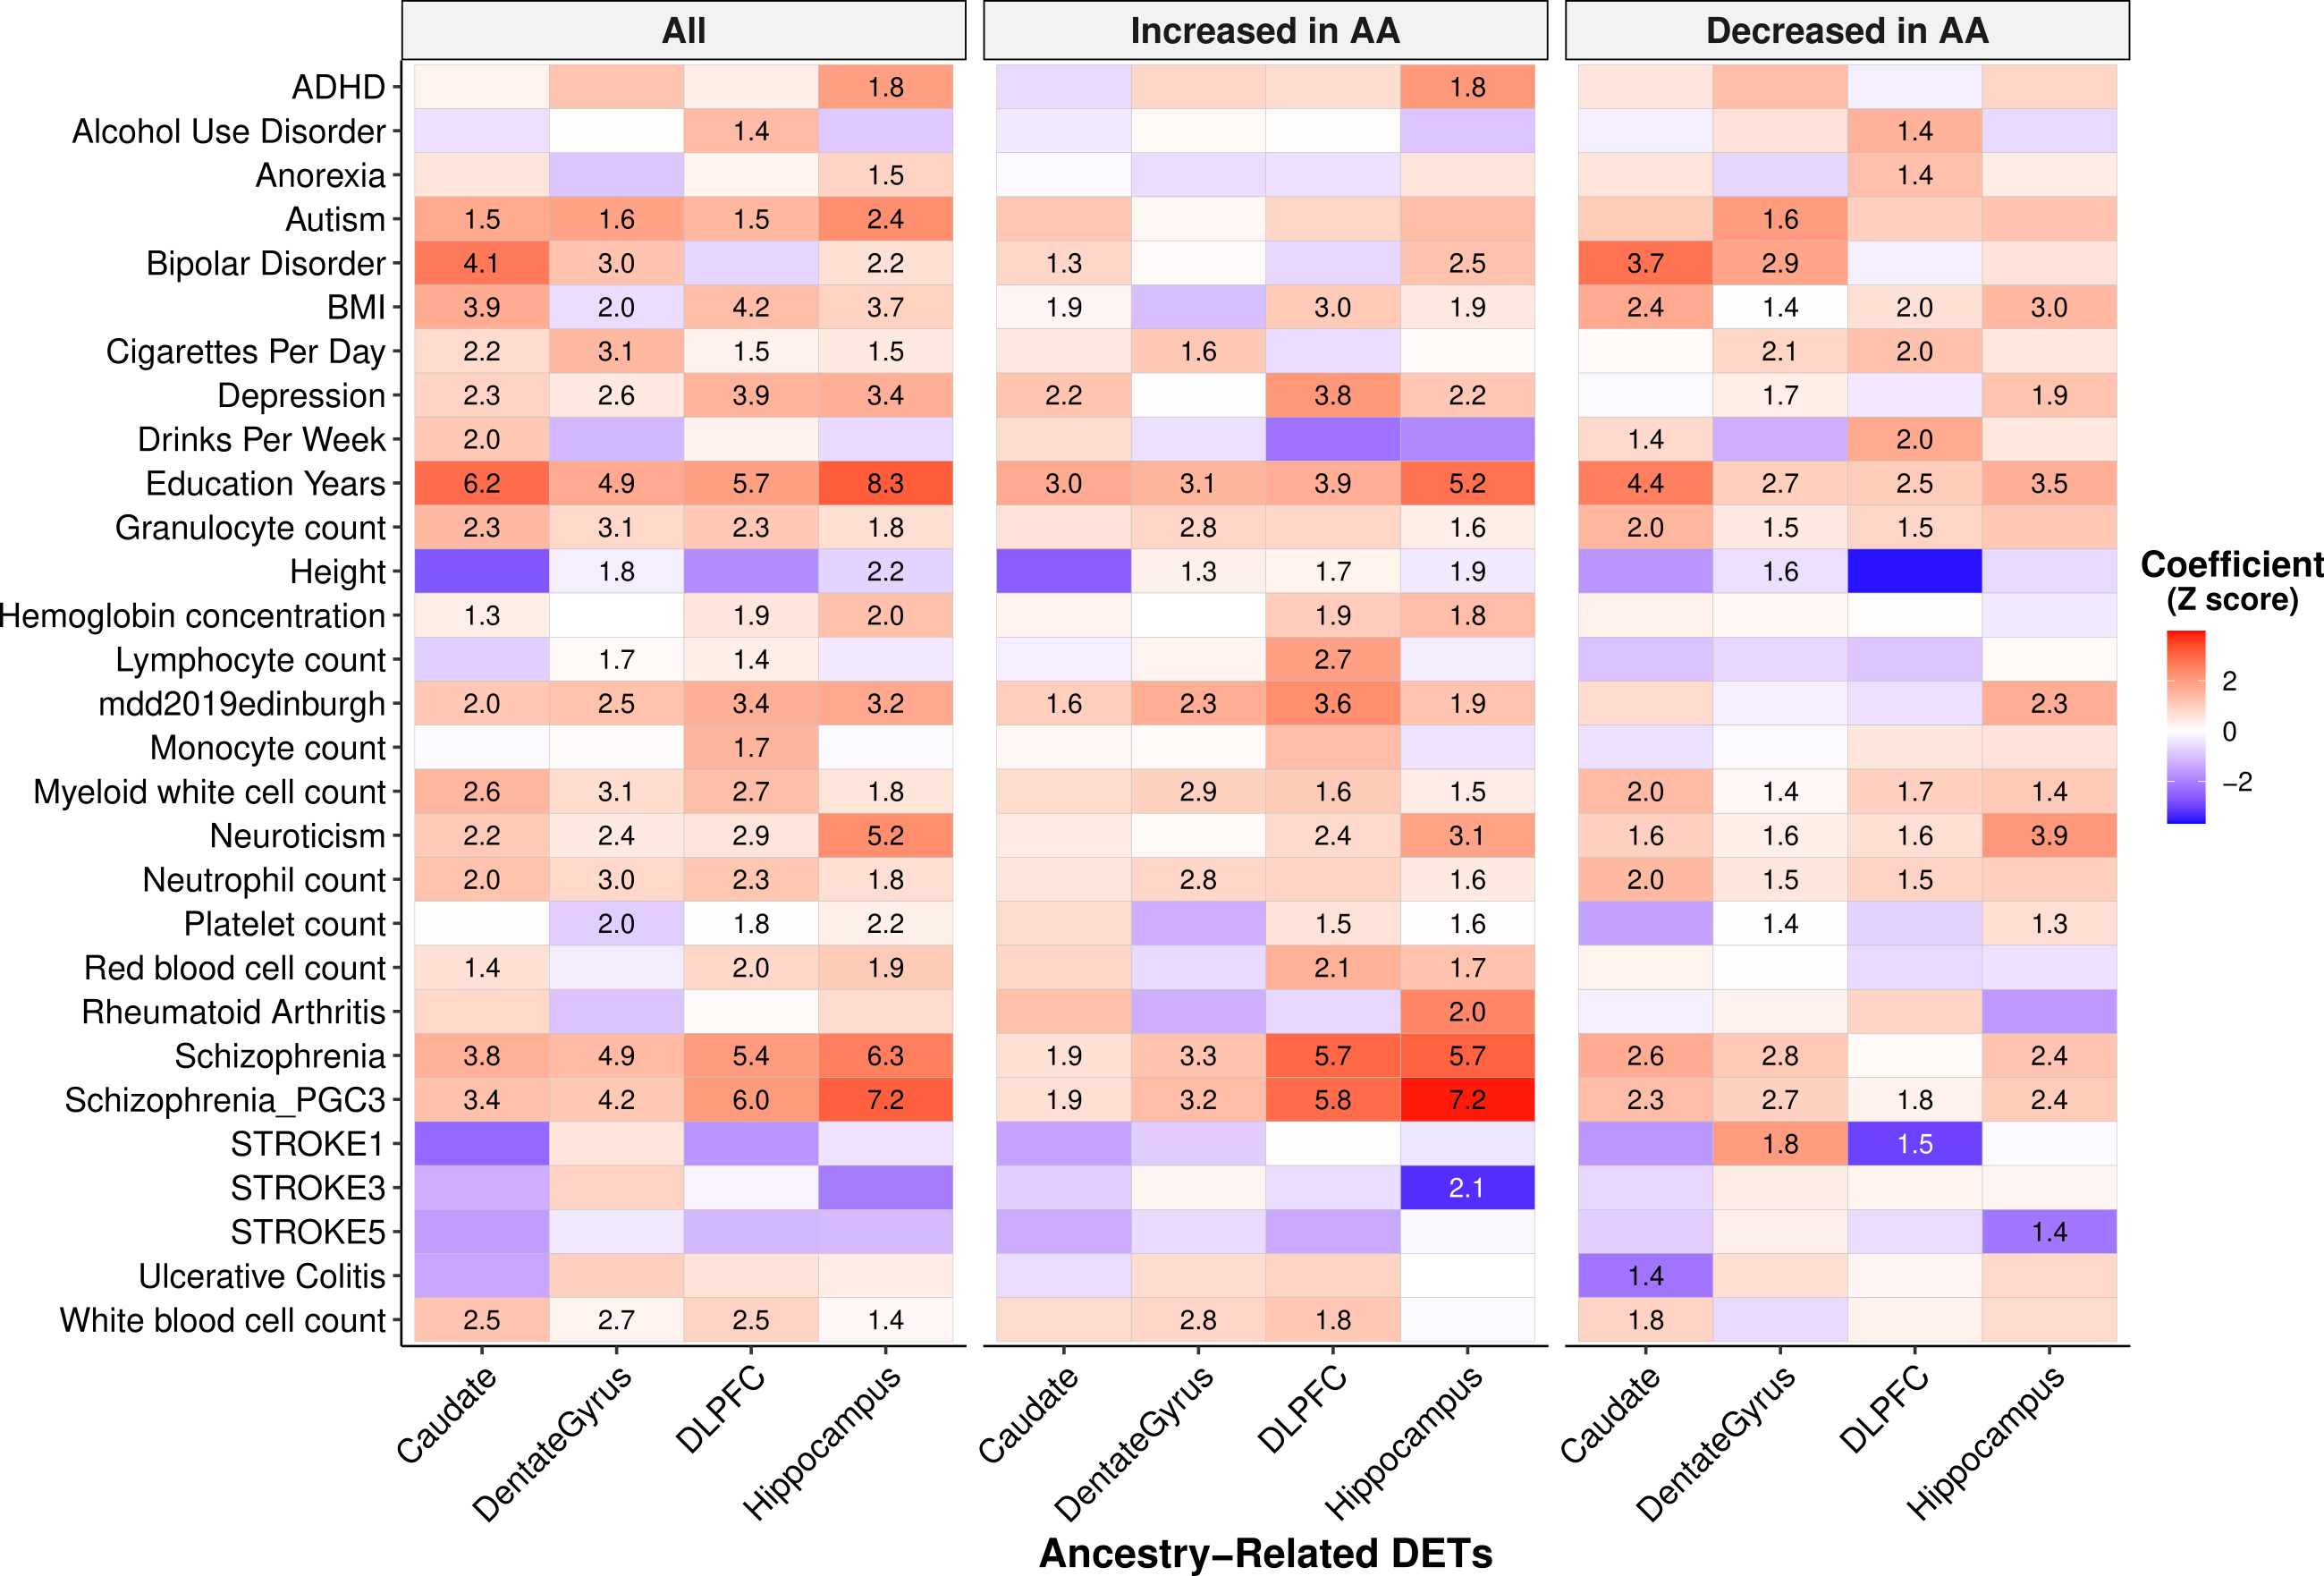 All Increased in AA Decreased in AA
ADHD 1.8 1.8
Alcohol Use Disorder 1.4 1.4
Anorexia 1.5 1.4
Autism 1.5 1.6 1.5 2.4 1.6
Bipolar Disorder 4.1 3.0 2.2 1.3 2.5 3.7 2.9
BMI 3.9 2.0 4.2 3.7 1.9 3.0 1.9 2.4 1.4 2.0 3.0
Cigarettes Per Day 2.2 3.1 1.5 1.5 1.6 2.1 2.0
Depression 2.3 2.6 3.9 3.4 2.2 3.8 2.2 1.7 1.9
Drinks Per Week 2.0 1.4 2.0
Education Years 6.2 4.9 5.7 8.3 3.0 3.1 3.9 5.2 4.4 2.7 2.5 3.5
Granulocyte count 2.3 3.1 2.3 1.8 2.8 1.6 2.0 1.5 1.5
Height 1.8 2.2 1.3 1.7 1.9 1.6
Hemoglobin concentration 1.3 1.9 2.0 1.9 1.8
Lymphocyte count 1.7 1.4 2.7
mdd2019edinburgh 2.0 2.5 3.4 3.2 1.6 2.3 3.6 1.9 2.3
Monocyte count 1.7
Myeloid white cell count 2.6 3.1 2.7 1.8 2.9 1.6 1.5 2.0 1.4 1.7 1.4
Neuroticism 2.2 2.4 2.9 5.2 2.4 3.1 1.6 1.6 1.6 3.9
Neutrophil count 2.0 3.0 2.3 1.8 2.8 1.6 2.0 1.5 1.5
Platelet count 2.0 1.8 2.2 1.5 1.6 1.4 1.3
Red blood cell count 1.4 2.0 1.9 2.1 1.7
Rheumatoid Arthritis 2.0
Schizophrenia 3.8 4.9 5.4 6.3 1.9 3.3 5.7 5.7 2.6 2.8 2.4
Schizophrenia_PGC3 3.4 4.2 6.0 7.2 1.9 3.2 5.8 7.2 2.3 2.7 1.8 2.4
STROKE1 1.8 1.5
STROKE3 2.1
STROKE5 1.4
Ulcerative Colitis 1.4
White blood cell count 2.5 2.7 2.5 1.4 2.8 1.8 1.8
Caudate DentateGyrus DLPFC Hippocampus Caudate DentateGyrus DLPFC Hippocampus Caudate DentateGyrus DLPFC Hippocampus
Ancestry−Related DETs
Coefficient
(Z score)
2
0
−2